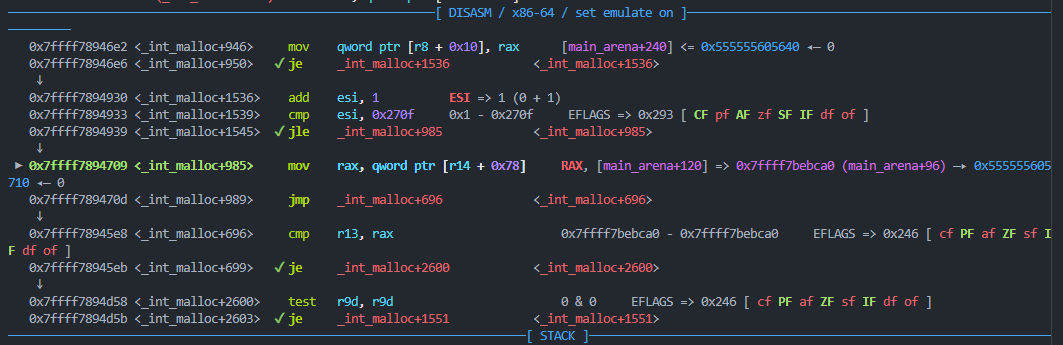 [ DISASM / x86-64 / set emulate on ]
0x7ffff78946e2 <_int_malloc+946> mov qword ptr [r8 + 0x10], rax [main_arena+240] <= 0x555555605640 ◂— 0
0x7ffff78946e6 <_int_malloc+950> ✔ je _int_malloc+1536 <_int_malloc+1536>
↓
0x7ffff7894930 <_int_malloc+1536> add esi, 1 ESI => 1 (0 + 1)
0x7ffff7894933 <_int_malloc+1539> cmp esi, 0x270f 0x1 - 0x270f EFLAGS => 0x293 [ CF pf AF zf SF IF df of ]
0x7ffff7894939 <_int_malloc+1545> ✔ jle _int_malloc+985 <_int_malloc+985>
↓
► 0x7ffff7894709 <_int_malloc+985> mov rax, qword ptr [r14 + 0x78] RAX, [main_arena+120] => 0x7ffff7bebca0 (main_arena+96) —▸ 0x555555605
710 ◂— 0
0x7ffff789470d <_int_malloc+989> jmp _int_malloc+696 <_int_malloc+696>
↓
0x7ffff78945e8 <_int_malloc+696> cmp r13, rax 0x7ffff7bebca0 - 0x7ffff7bebca0 EFLAGS => 0x246 [ cf PF af ZF sf I
F df of ]
0x7ffff78945eb <_int_malloc+699> ✔ je _int_malloc+2600 <_int_malloc+2600>
↓
0x7ffff7894d58 <_int_malloc+2600> test r9d, r9d 0 & 0 EFLAGS => 0x246 [ cf PF af ZF sf IF df of ]
0x7ffff7894d5b <_int_malloc+2603> ✔ je _int_malloc+1551 <_int_malloc+1551>
[ STACK ]